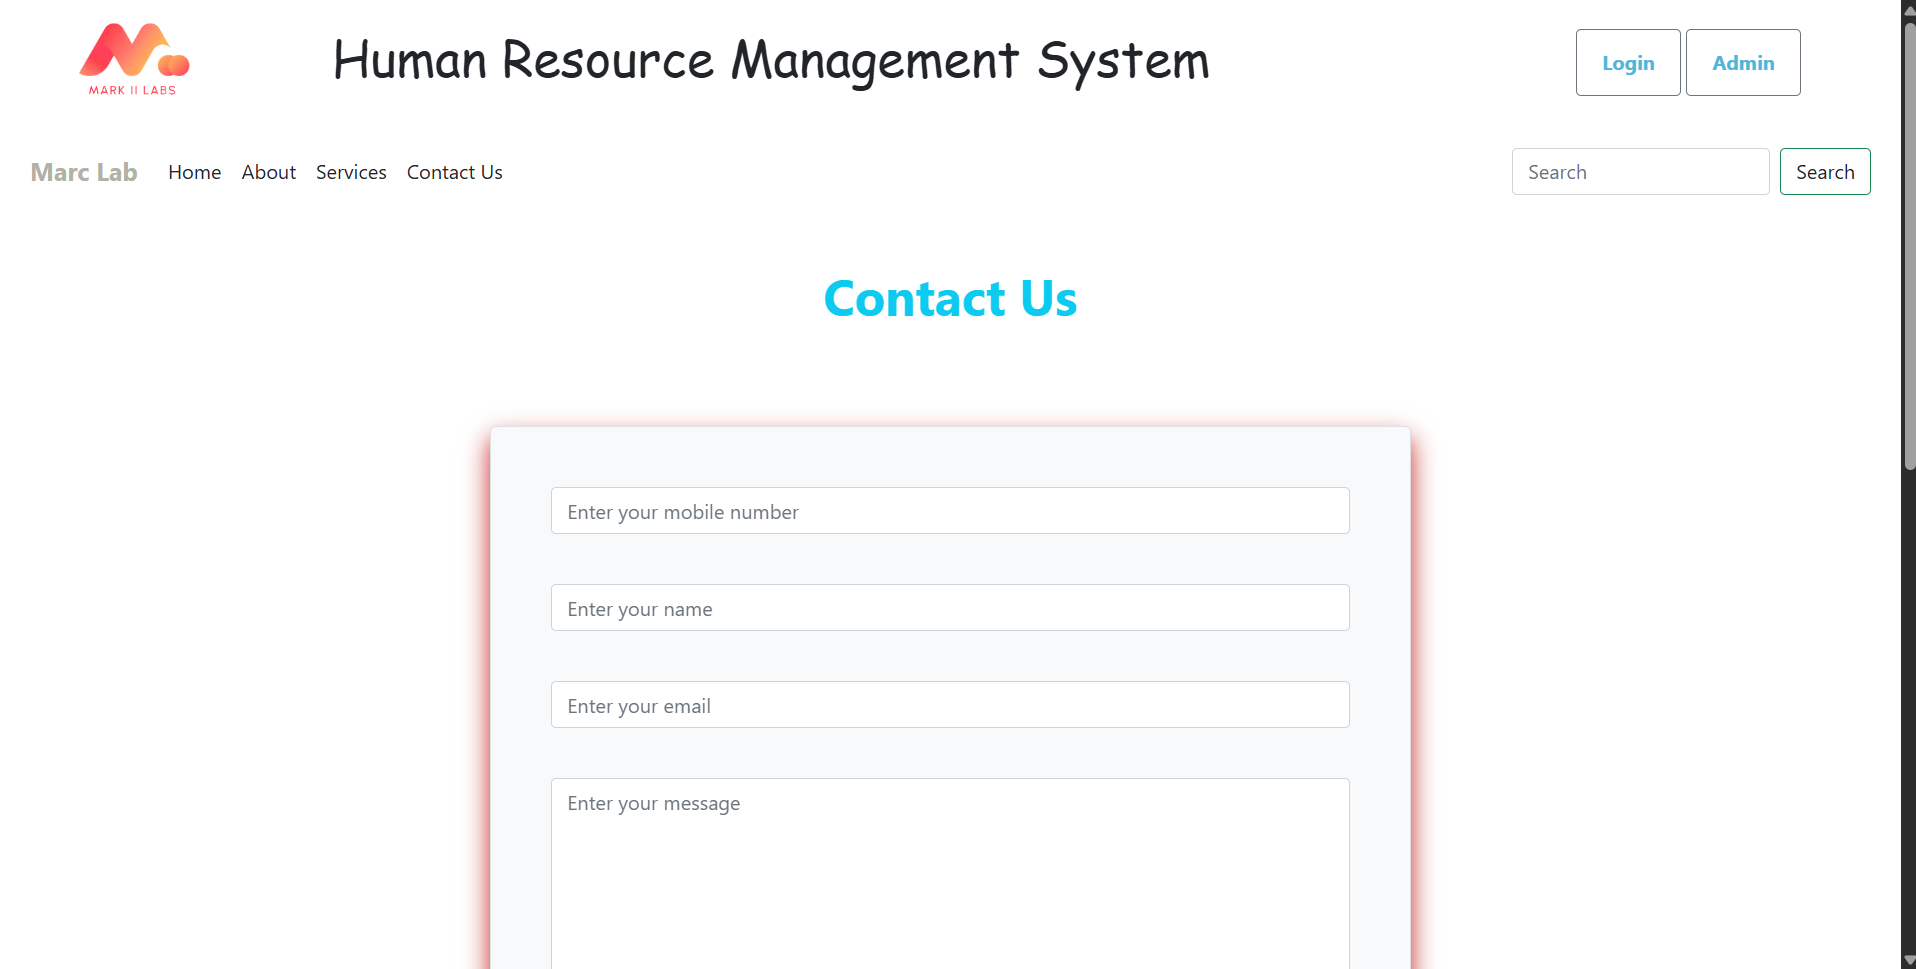 MARK II LABS
Human Resource Management System
Login Admin
Marc Lab Home About Services Contact Us Search Search
Contact Us
Enter your mobile number
Enter your name
Enter your email
Enter your message